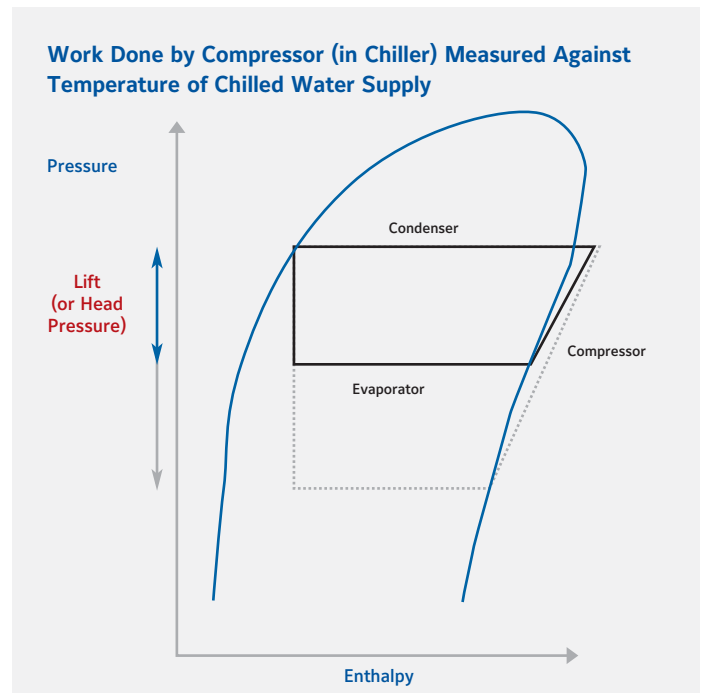 Work Done by Compressor (in Chiller) Measured Against
Temperature of Chilled Water Supply
Pressure
Condenser
Lift
(or Head
Pressure)
Compressor
Evaporator
Enthalpy